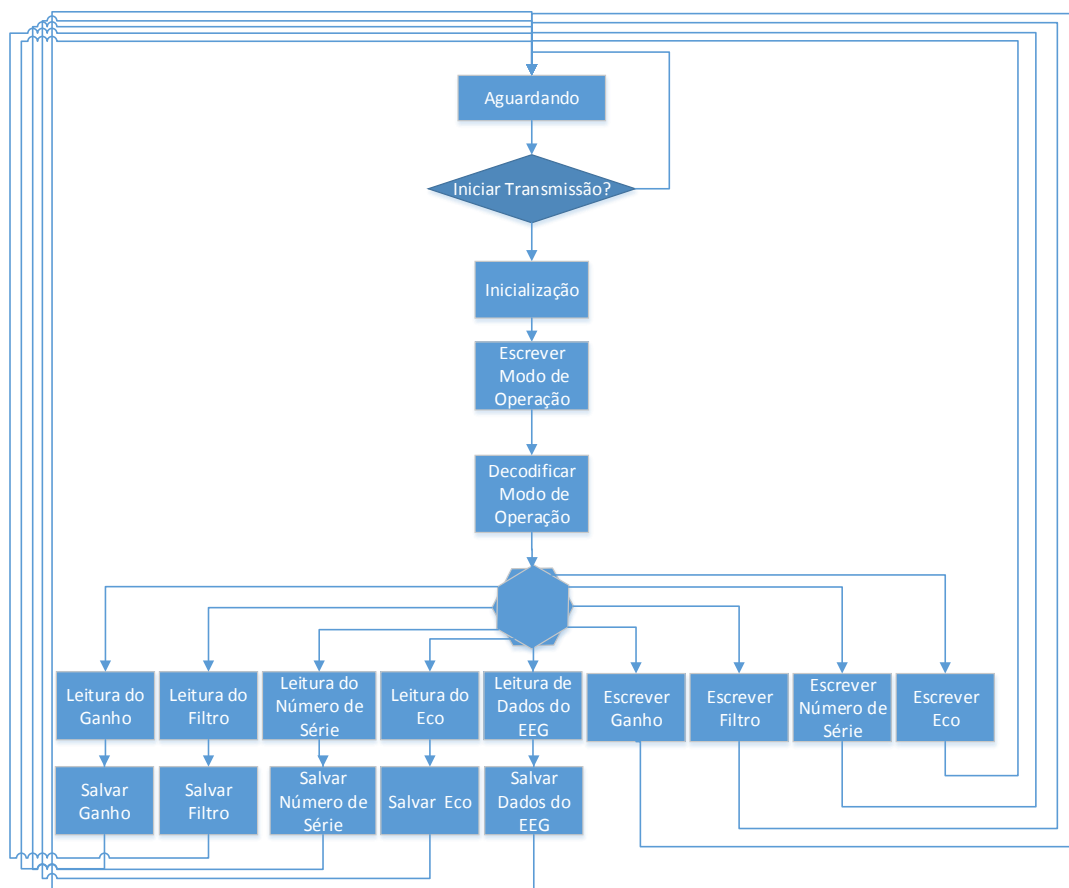 Aguardando
Iniciar Transmissão?
Inicialização
Escrever
Modo de
Operação
Decodificar
Modo de
Operação
Leitura do
Ganho
Leitura do
Filtro
Leitura do
Número de
Série
Leitura do
Eco
Leitura de
Dados do
EEG
Escrever
Ganho
Escrever
Filtro
Escrever
Número de
Série
Escrever
Eco
Salvar
Ganho
Salvar
Filtro
Salvar
Número de
Série
Salvar Eco
Salvar
Dados do
EEG